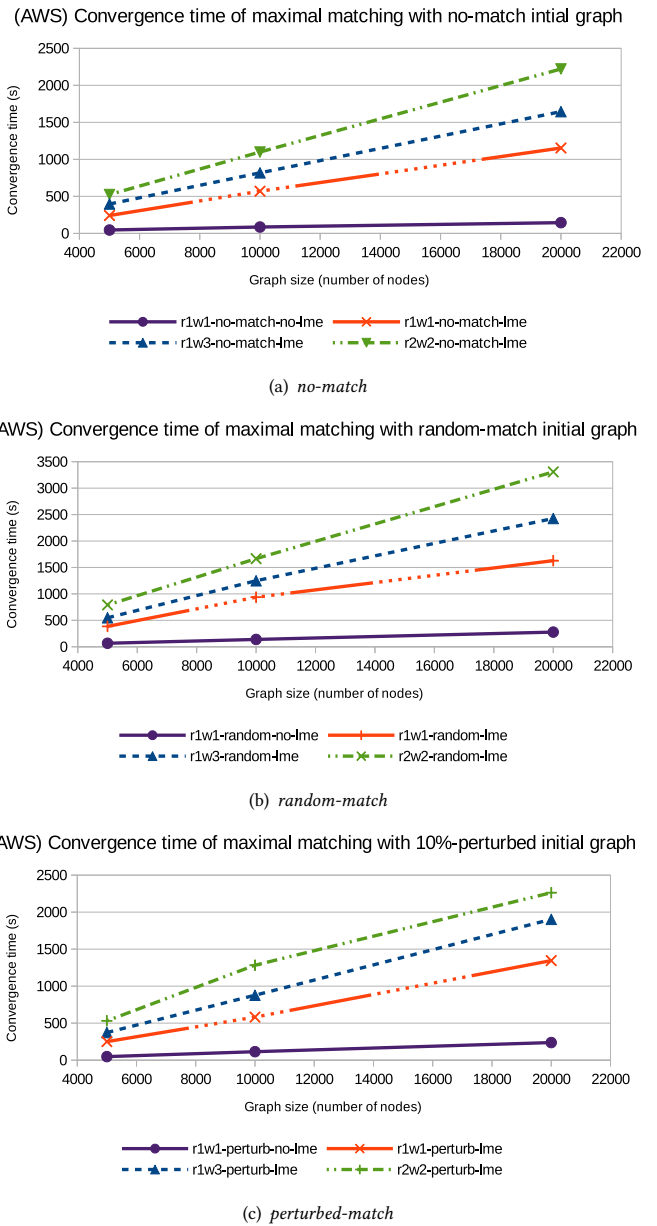 (AWS) Convergence time of maximal matching with no-match intial graph
2500
2000
1500
1000
500
0
Convergence time (s)
4000 6000 8000 10000 12000 14000 16000 18000 20000 22000
Graph size (number of nodes)
r1w1-no-match-no-lme r1w1-no-match-lme
r1w3-no-match-lme r2w2-no-match-lme
(a) no-match
AWS) Convergence time of maximal matching with random-match initial graph
3500
3000
2500
2000
1500
1000
500
0
Convergence time (s)
4000 6000 8000 10000 12000 14000 16000 18000 20000 22000
Graph size (number of nodes)
r1w1-random-no-lme r1w1-random-lme
r1w3-random-lme r2w2-random-lme
(b) random-match
AWS) Convergence time of maximal matching with 10%-perturbed initial graph
2500
2000
1500
1000
500
0
Convergence time (s)
4000 6000 8000 10000 12000 14000 16000 18000 20000 22000
Graph size (number of nodes)
r1w1-perturb-no-lme r1w1-perturb-lme
r1w3-perturb-lme r2w2-perturb-lme
(c) perturbed-match